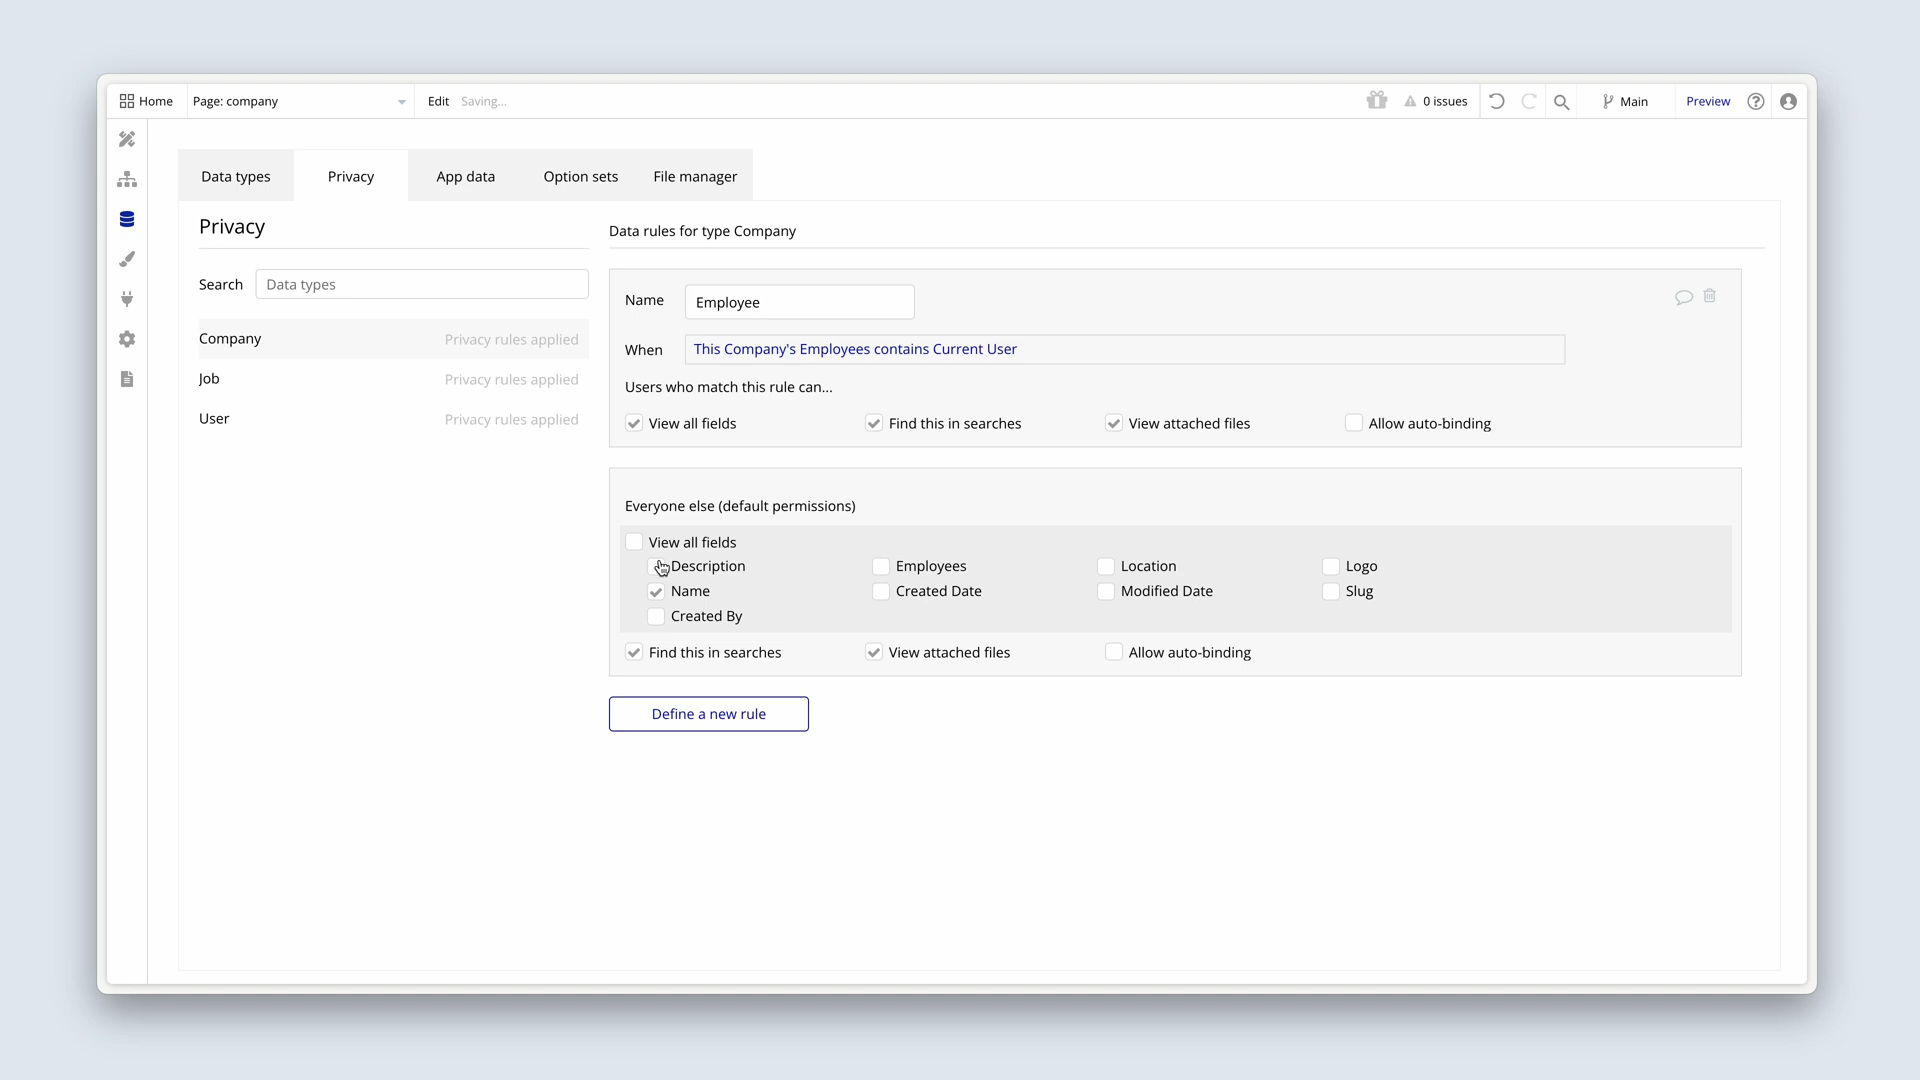 Home Page: company Edit Saving... 0 issues Main Preview
Data types Privacy App data Option sets File manager
Privacy
Search Data types
Company Privacy rules applied
Job Privacy rules applied
User Privacy rules applied
Data rules for type Company
Name Employee
When This Company's Employees contains Current User
Users who match this rule can...
View all fields Find this in searches View attached files Allow auto-binding
Everyone else (default permissions)
View all fields
Description Employees Location Logo
Name Created Date Modified Date Slug
Created By
Find this in searches View attached files Allow auto-binding
Define a new rule